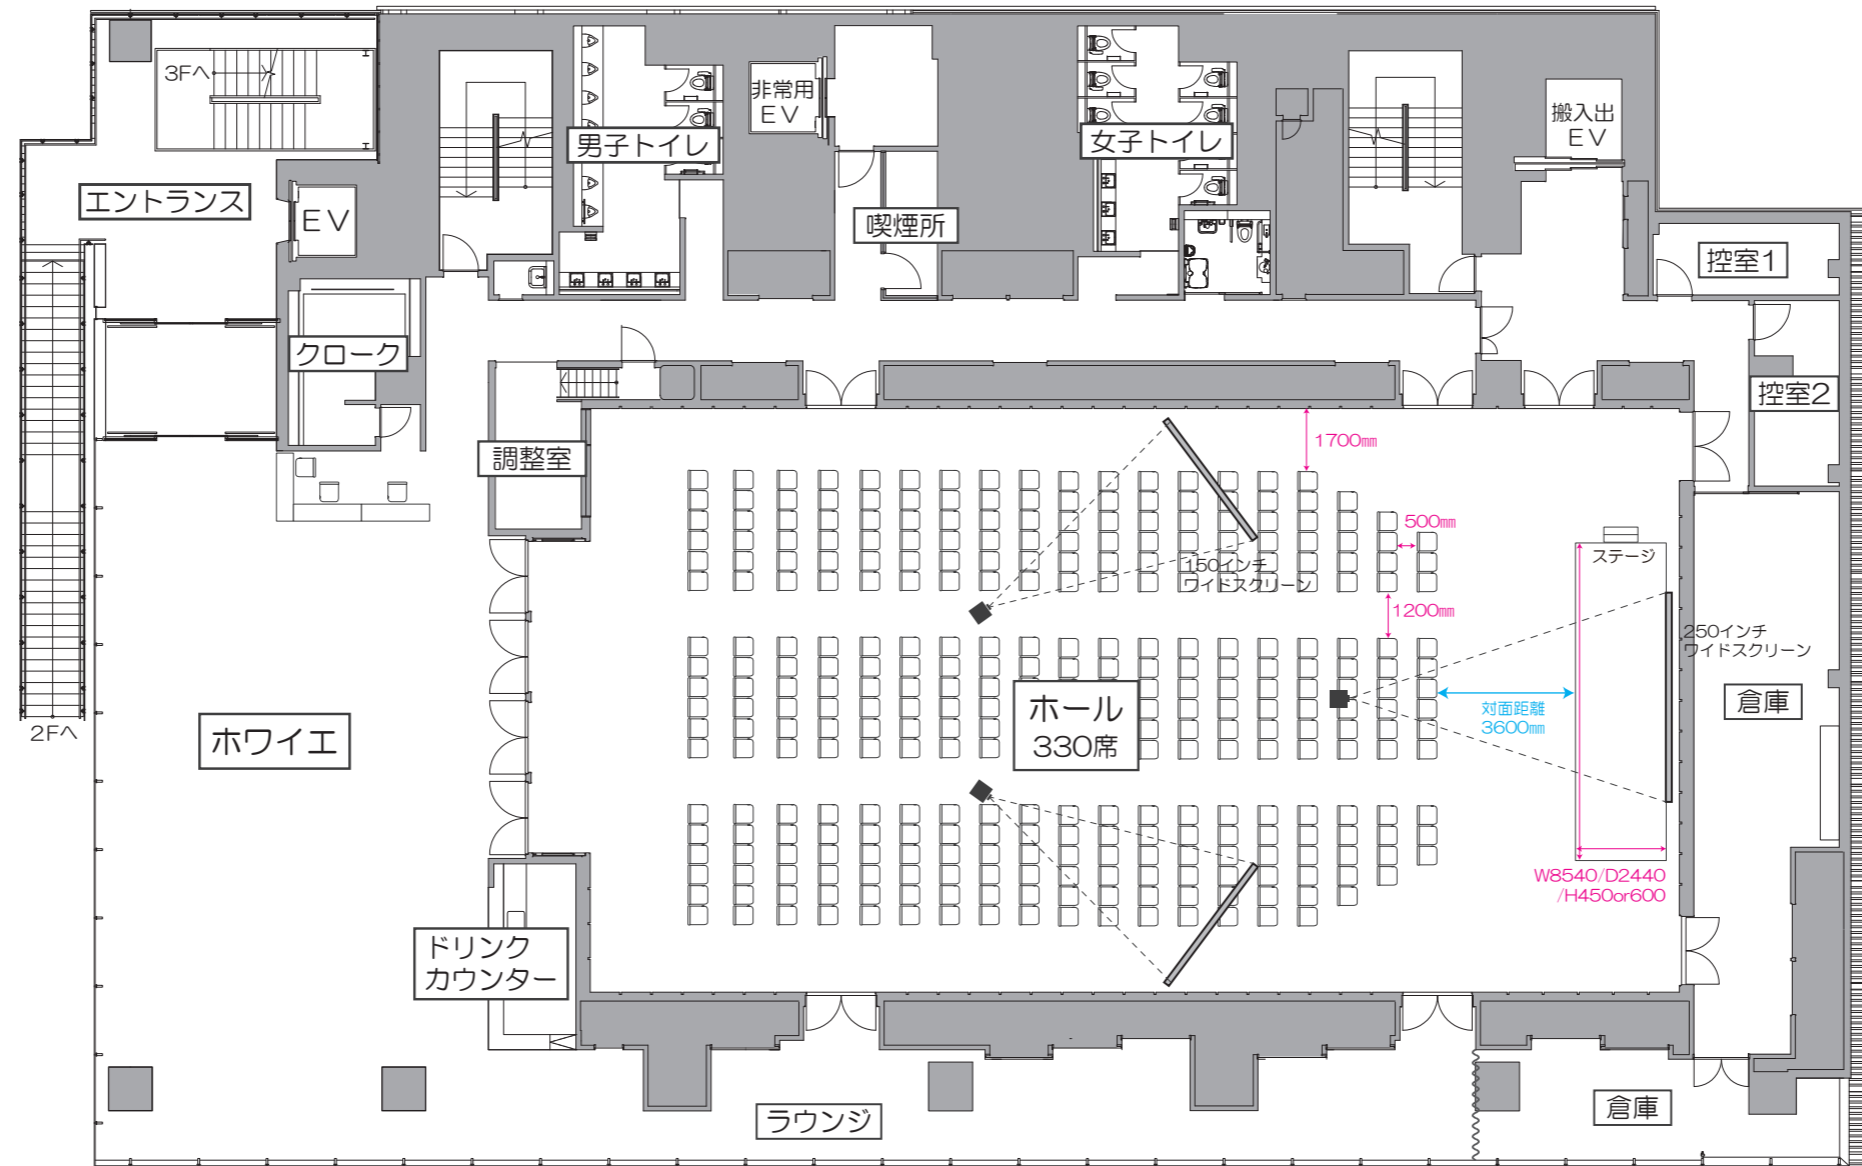 3Fへ
非常用
EV
搬入出
EV
男子トイレ
女子トイレ
エントランス
EV
喫煙所
控室1
クローク
控室2
調整室
1700mm
500mm
ステージ
150インチ
ワイドスクリーン
1200mm
250インチ
ワイドスクリーン
2Fへ
ホワイエ
ホール
330席
対面距離
3600mm
倉庫
W8540/D2440
/H450or600
ドリンク
カウンター
ラウンジ
倉庫